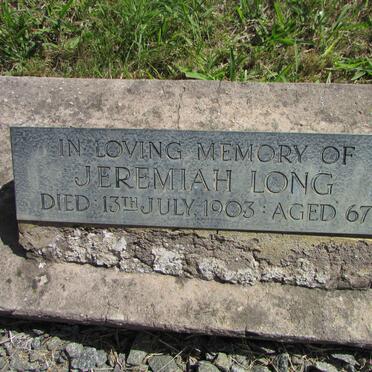 IN LOVING MEMORY OF
JEREMIAH LONG
DIED: 13TH JULY, 1903: AGED 67